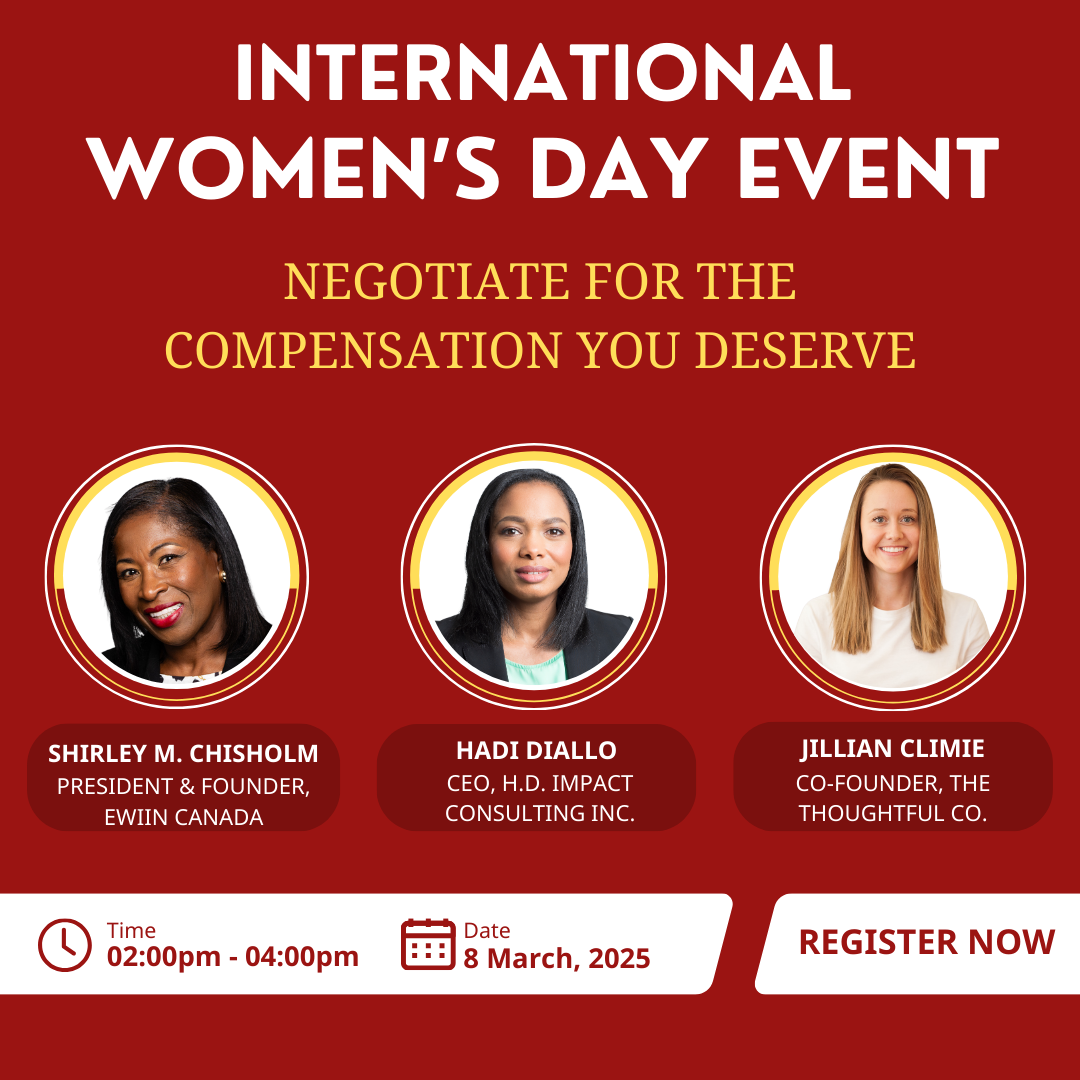 INTERNATIONAL
WOMEN'S DAY EVENT
NEGOTIATE FOR THE
COMPENSATION YOU DESERVE
SHIRLEY M. CHISHOLM
PRESIDENT & FOUNDER,
EWIIN CANADA
HADI DIALLO
CEO, H.D. IMPACT
CONSULTING INC.
JILLIAN CLIMIE
CO-FOUNDER, THE
THOUGHTFUL CO.
Time
02:00pm - 04:00pm
Date
8 March, 2025
REGISTER NOW